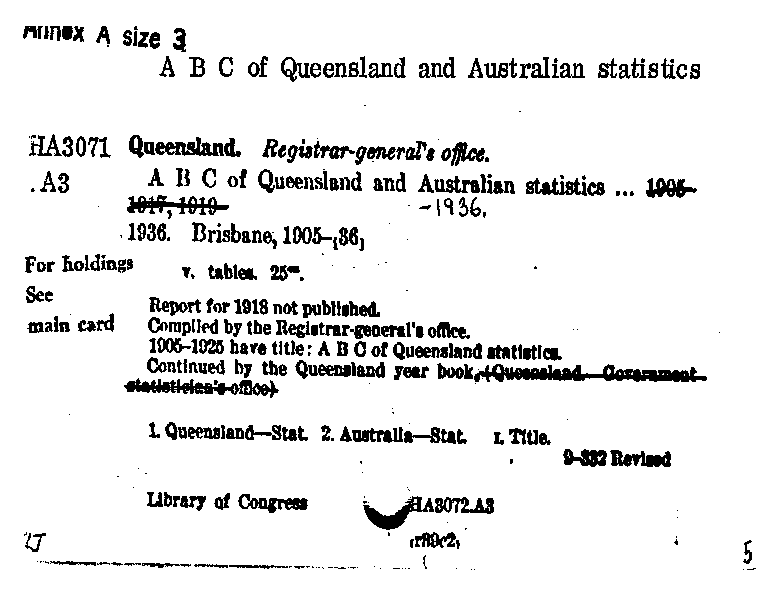 Annex A size 3
A B C of Queensland and Australian statistics
HA3071 Queensland. Registrar-general's office.
.A3 A B C of Queensland and Australian statistics ... 1905-
1917, 1919-
-1936.
1936. Brisbane, 1905-[36]
For holdings v. tables. 25cm.
See
Report for 1918 not published.
main card Compiled by the Registrar-general's office.
1905-1925 have title: A B C of Queensland statistics.
Continued by the Queensland year book, (Queensland. Government
statistician's office)
1. Queensland—Stat. 2. Australia—Stat. I. Title.
9-332 Revised
Library of Congress HA3072.A3
[r39c2]
5